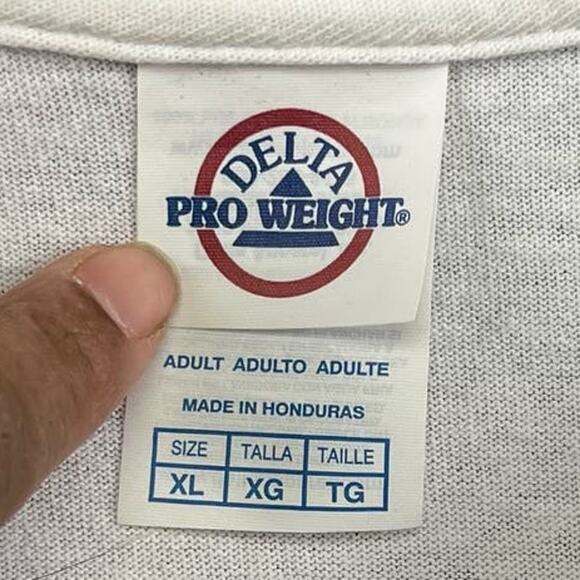 DELTA
PRO WEIGHT®
ADULT ADULTO ADULTE
MADE IN HONDURAS
SIZE TALLA TAILLE
XL XG TG